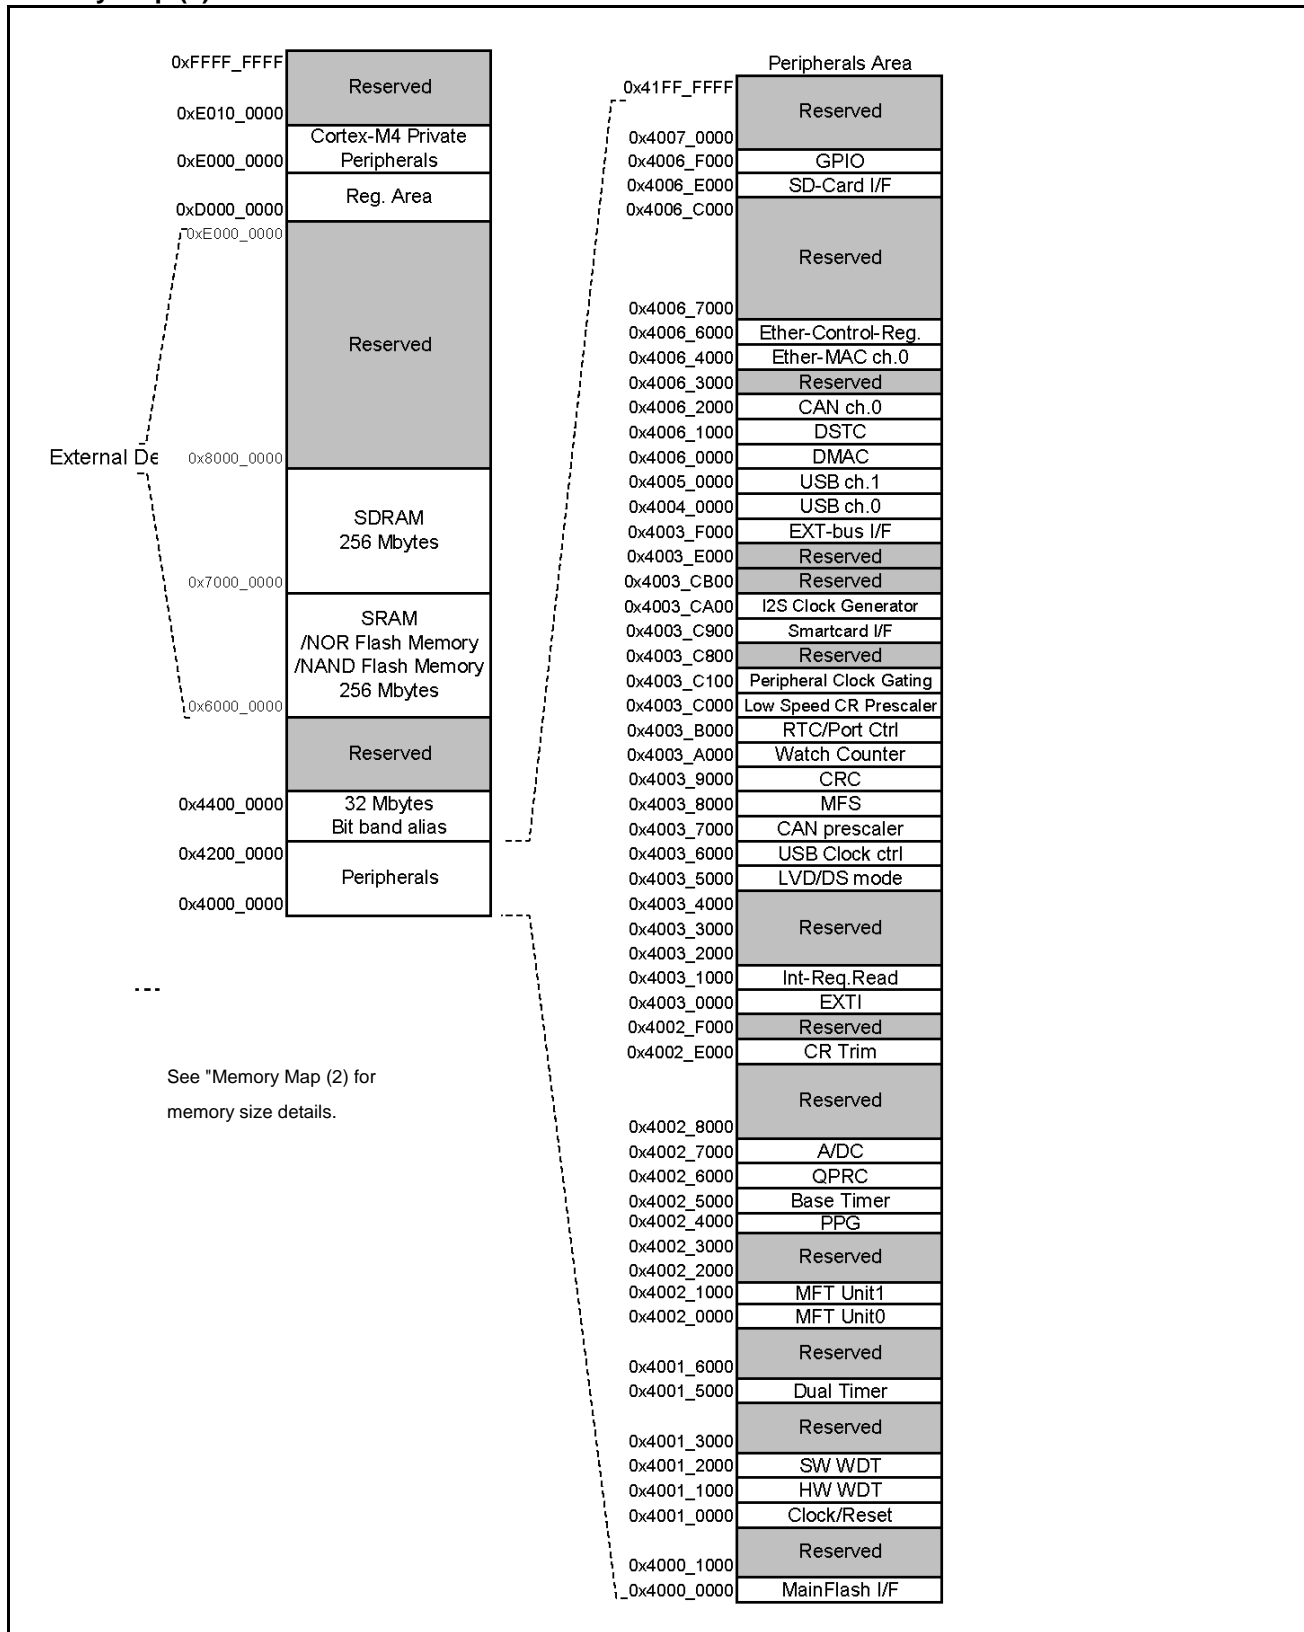 0xFFFF_FFFF
Reserved
0xE010_0000
Cortex-M4 Private
0xE000_0000 Peripherals
Reg. Area
0xD000_0000
0xE000_0000
Reserved
External De
0x8000_0000
SDRAM
256 Mbytes
0x7000_0000
SRAM
/NOR Flash Memory
/NAND Flash Memory
256 Mbytes
0x6000_0000
Reserved
0x4400_0000 32 Mbytes
Bit band alias
0x4200_0000
Peripherals
0x4000_0000
See "Memory Map (2) for
memory size details.
Peripherals Area
0x41FF_FFFF
Reserved
0x4007_0000
0x4006_F000 GPIO
0x4006_E000 SD-Card I/F
0x4006_C000
Reserved
0x4006_7000
0x4006_6000 Ether-Control-Reg.
0x4006_4000 Ether-MAC ch.0
0x4006_3000 Reserved
0x4006_2000 CAN ch.0
0x4006_1000 DSTC
0x4006_0000 DMAC
0x4005_0000 USB ch.1
0x4004_0000 USB ch.0
0x4003_F000 EXT-bus I/F
0x4003_E000 Reserved
0x4003_CB00 Reserved
0x4003_CA00 I2S Clock Generator
0x4003_C900 Smartcard I/F
0x4003_C800 Reserved
0x4003_C100 Peripheral Clock Gating
0x4003_C000 Low Speed CR Prescaler
0x4003_B000 RTC/Port Ctrl
0x4003_A000 Watch Counter
0x4003_9000 CRC
0x4003_8000 MFS
0x4003_7000 CAN prescaler
0x4003_6000 USB Clock ctrl
0x4003_5000 LVD/DS mode
0x4003_4000
0x4003_3000 Reserved
0x4003_2000
0x4003_1000 Int-Req.Read
0x4003_0000 EXTI
0x4002_F000 Reserved
0x4002_E000 CR Trim
Reserved
0x4002_8000
0x4002_7000 A/DC
0x4002_6000 QPRC
0x4002_5000 Base Timer
0x4002_4000 PPG
0x4002_3000
Reserved
0x4002_2000
0x4002_1000 MFT Unit1
0x4002_0000 MFT Unit0
Reserved
0x4001_6000
0x4001_5000 Dual Timer
Reserved
0x4001_3000
0x4001_2000 SW WDT
0x4001_1000 HW WDT
0x4001_0000 Clock/Reset
Reserved
0x4000_1000
0x4000_0000 MainFlash I/F